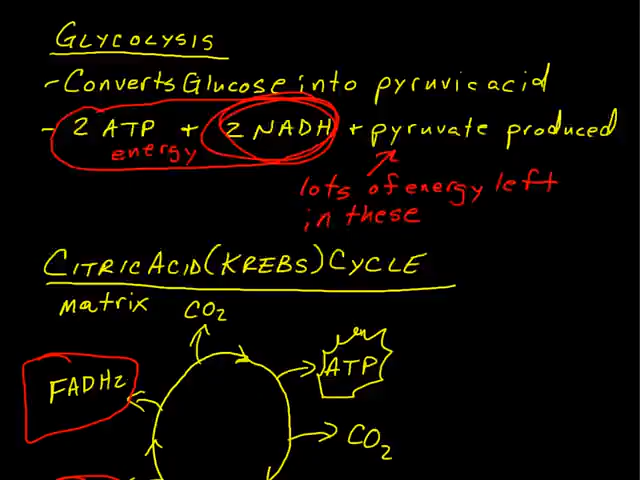 GLYCOLYSIS
- Converts Glucose into pyruvic acid
- 2 ATP + 2 NADH + pyruvate produced
energy
lots of energy left
in these
CITRIC ACID (KREBS) CYCLE
matrix
CO2
ATP
FADH2
CO2